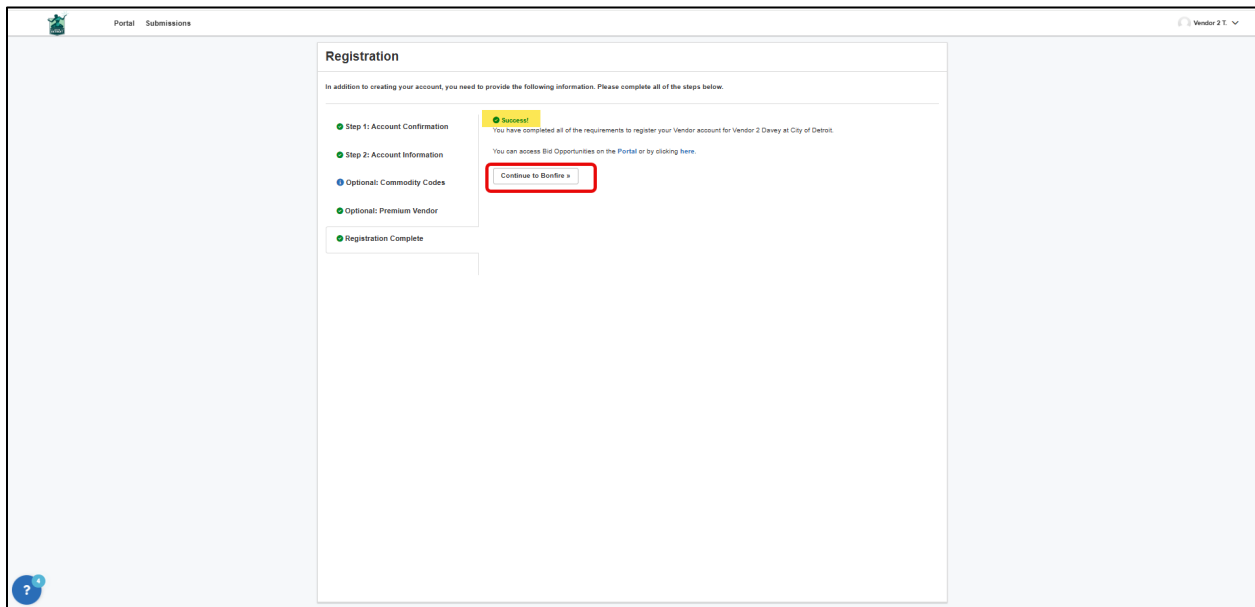 Portal Submissions
Vendor 2 T.
Registration
In addition to creating your account, you need to provide the following information. Please complete all of the steps below.
Step 1: Account Confirmation
Step 2: Account Information
Optional: Commodity Codes
Optional: Premium Vendor
Registration Complete
Success!
You have completed all of the requirements to register your Vendor account for Vendor 2 Davey at City of Detroit.
You can access Bid Opportunities on the Portal or by clicking here.
Continue to Bonfire »
?
4